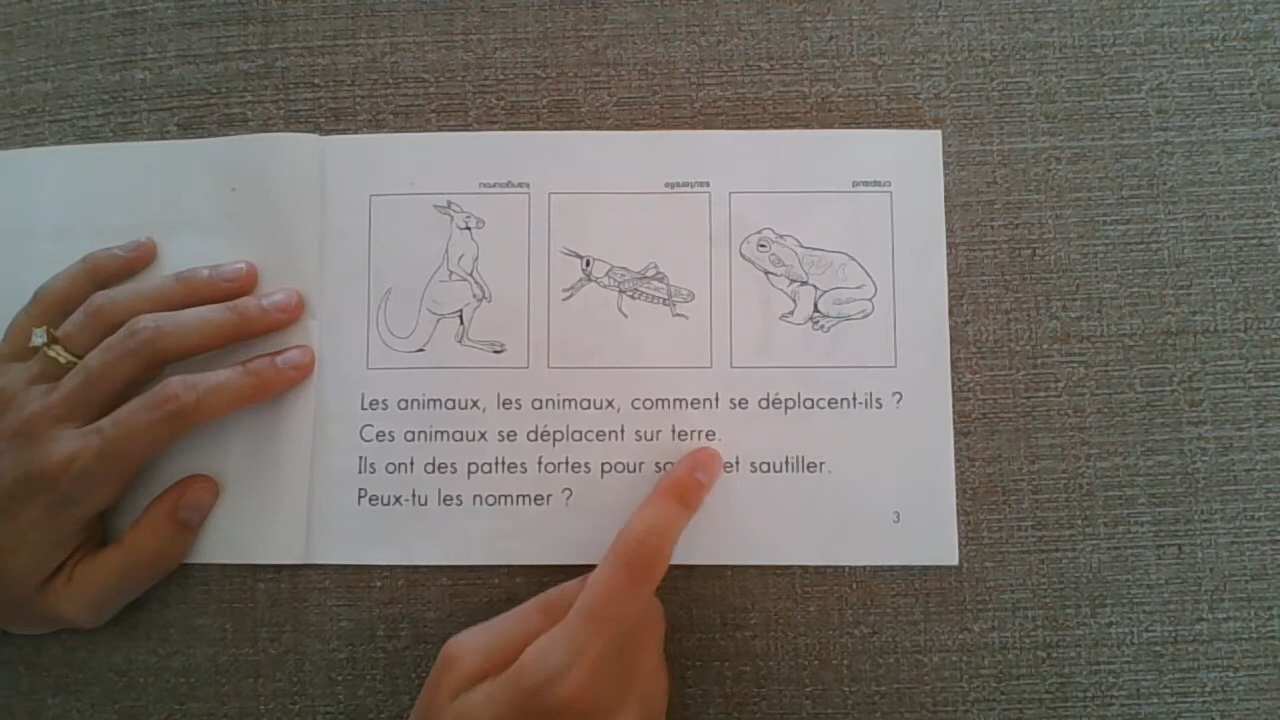 kangourou sauterelle crapaud
Les animaux, les animaux, comment se déplacent-ils ?
Ces animaux se déplacent sur terre.
Ils ont des pattes fortes pour et sautiller.
Peux-tu les nommer ?
3